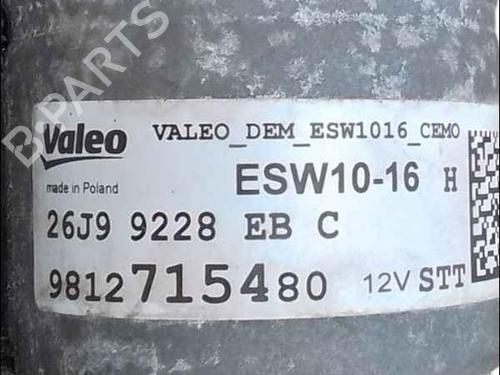 B-PARTS
Valeo VALEO_DEM_ESW1016_CEMO
made in Poland ESW10-16 H
26J9 9228 EB C
9812715480 12V STT